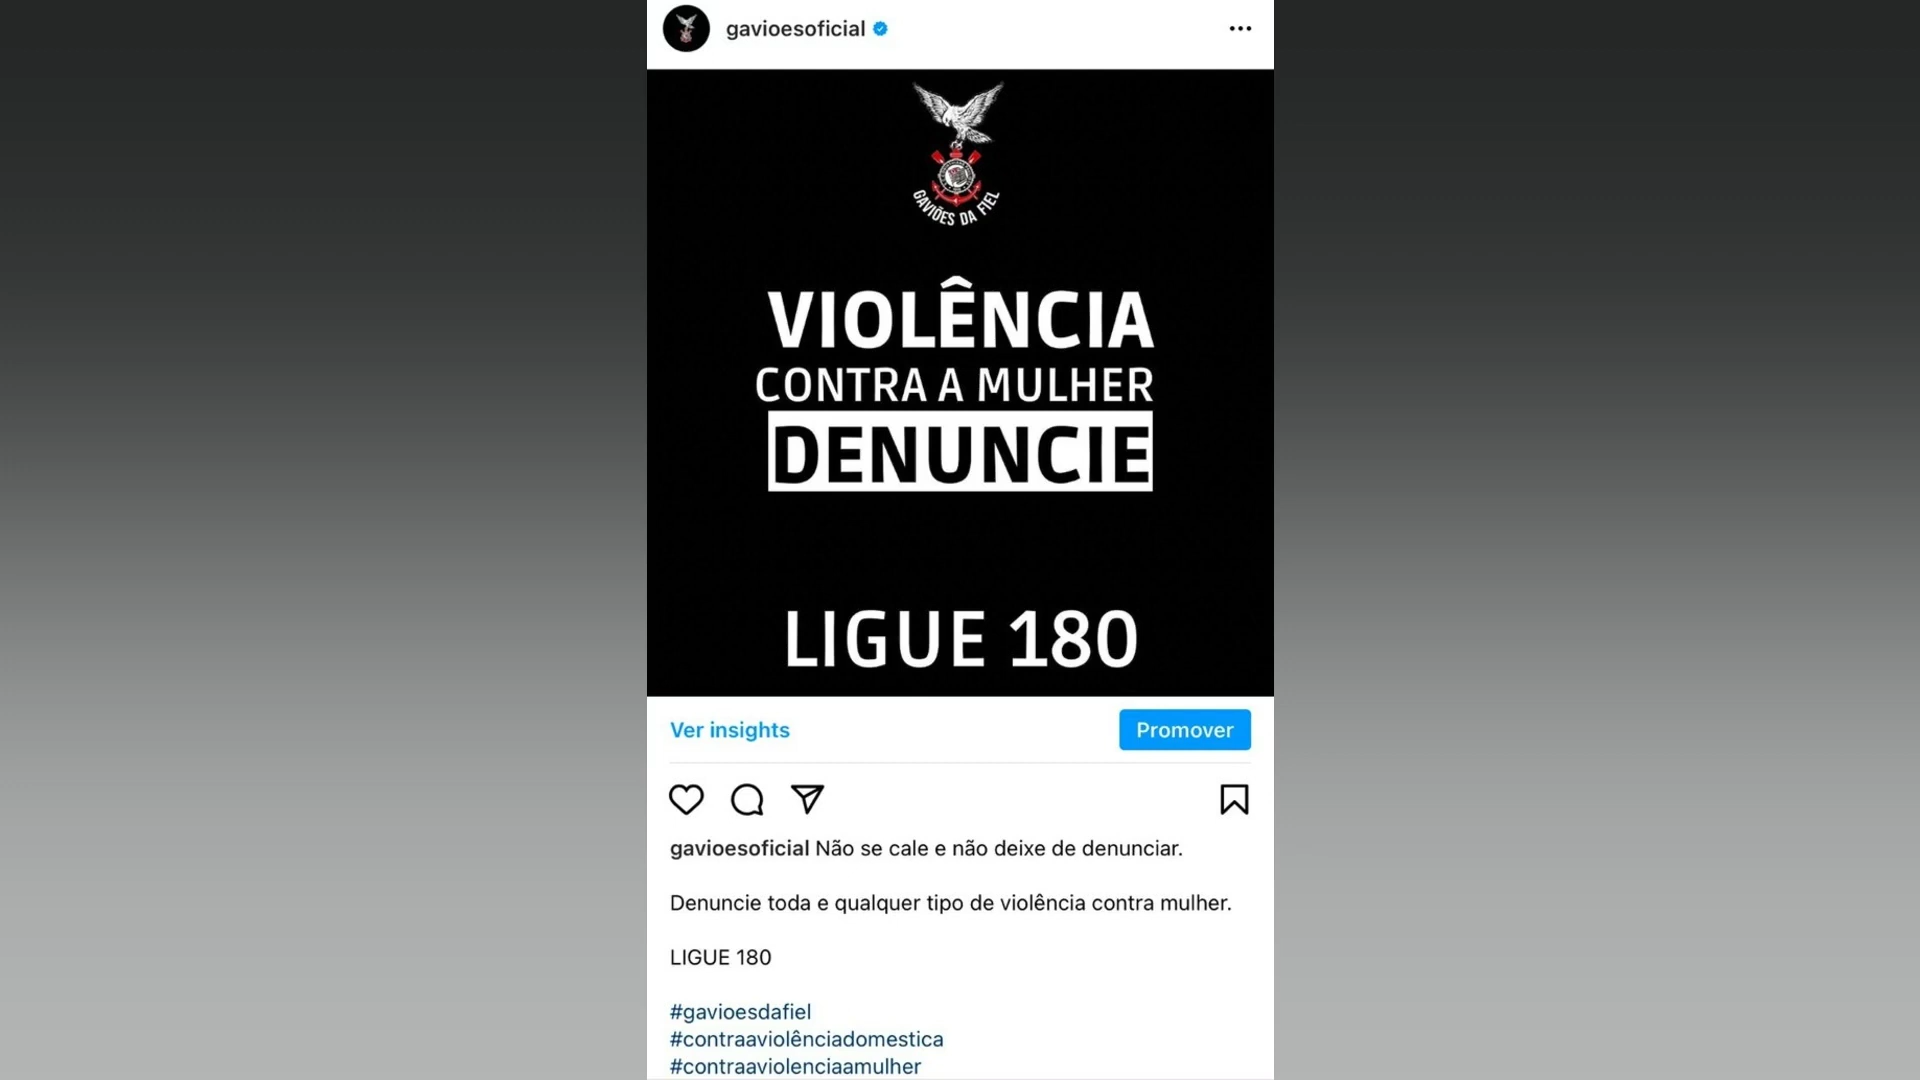 gavioesoficial
GAVIÕES DA FIEL
VIOLÊNCIA
CONTRA A MULHER
DENUNCIE
LIGUE 180
Ver insights
Promover
gavioesoficial Não se cale e não deixe de denunciar.
Denuncie toda e qualquer tipo de violência contra mulher.
LIGUE 180
#gavioesdafiel
#contraaviolênciadomestica
#contraaviolenciaamulher